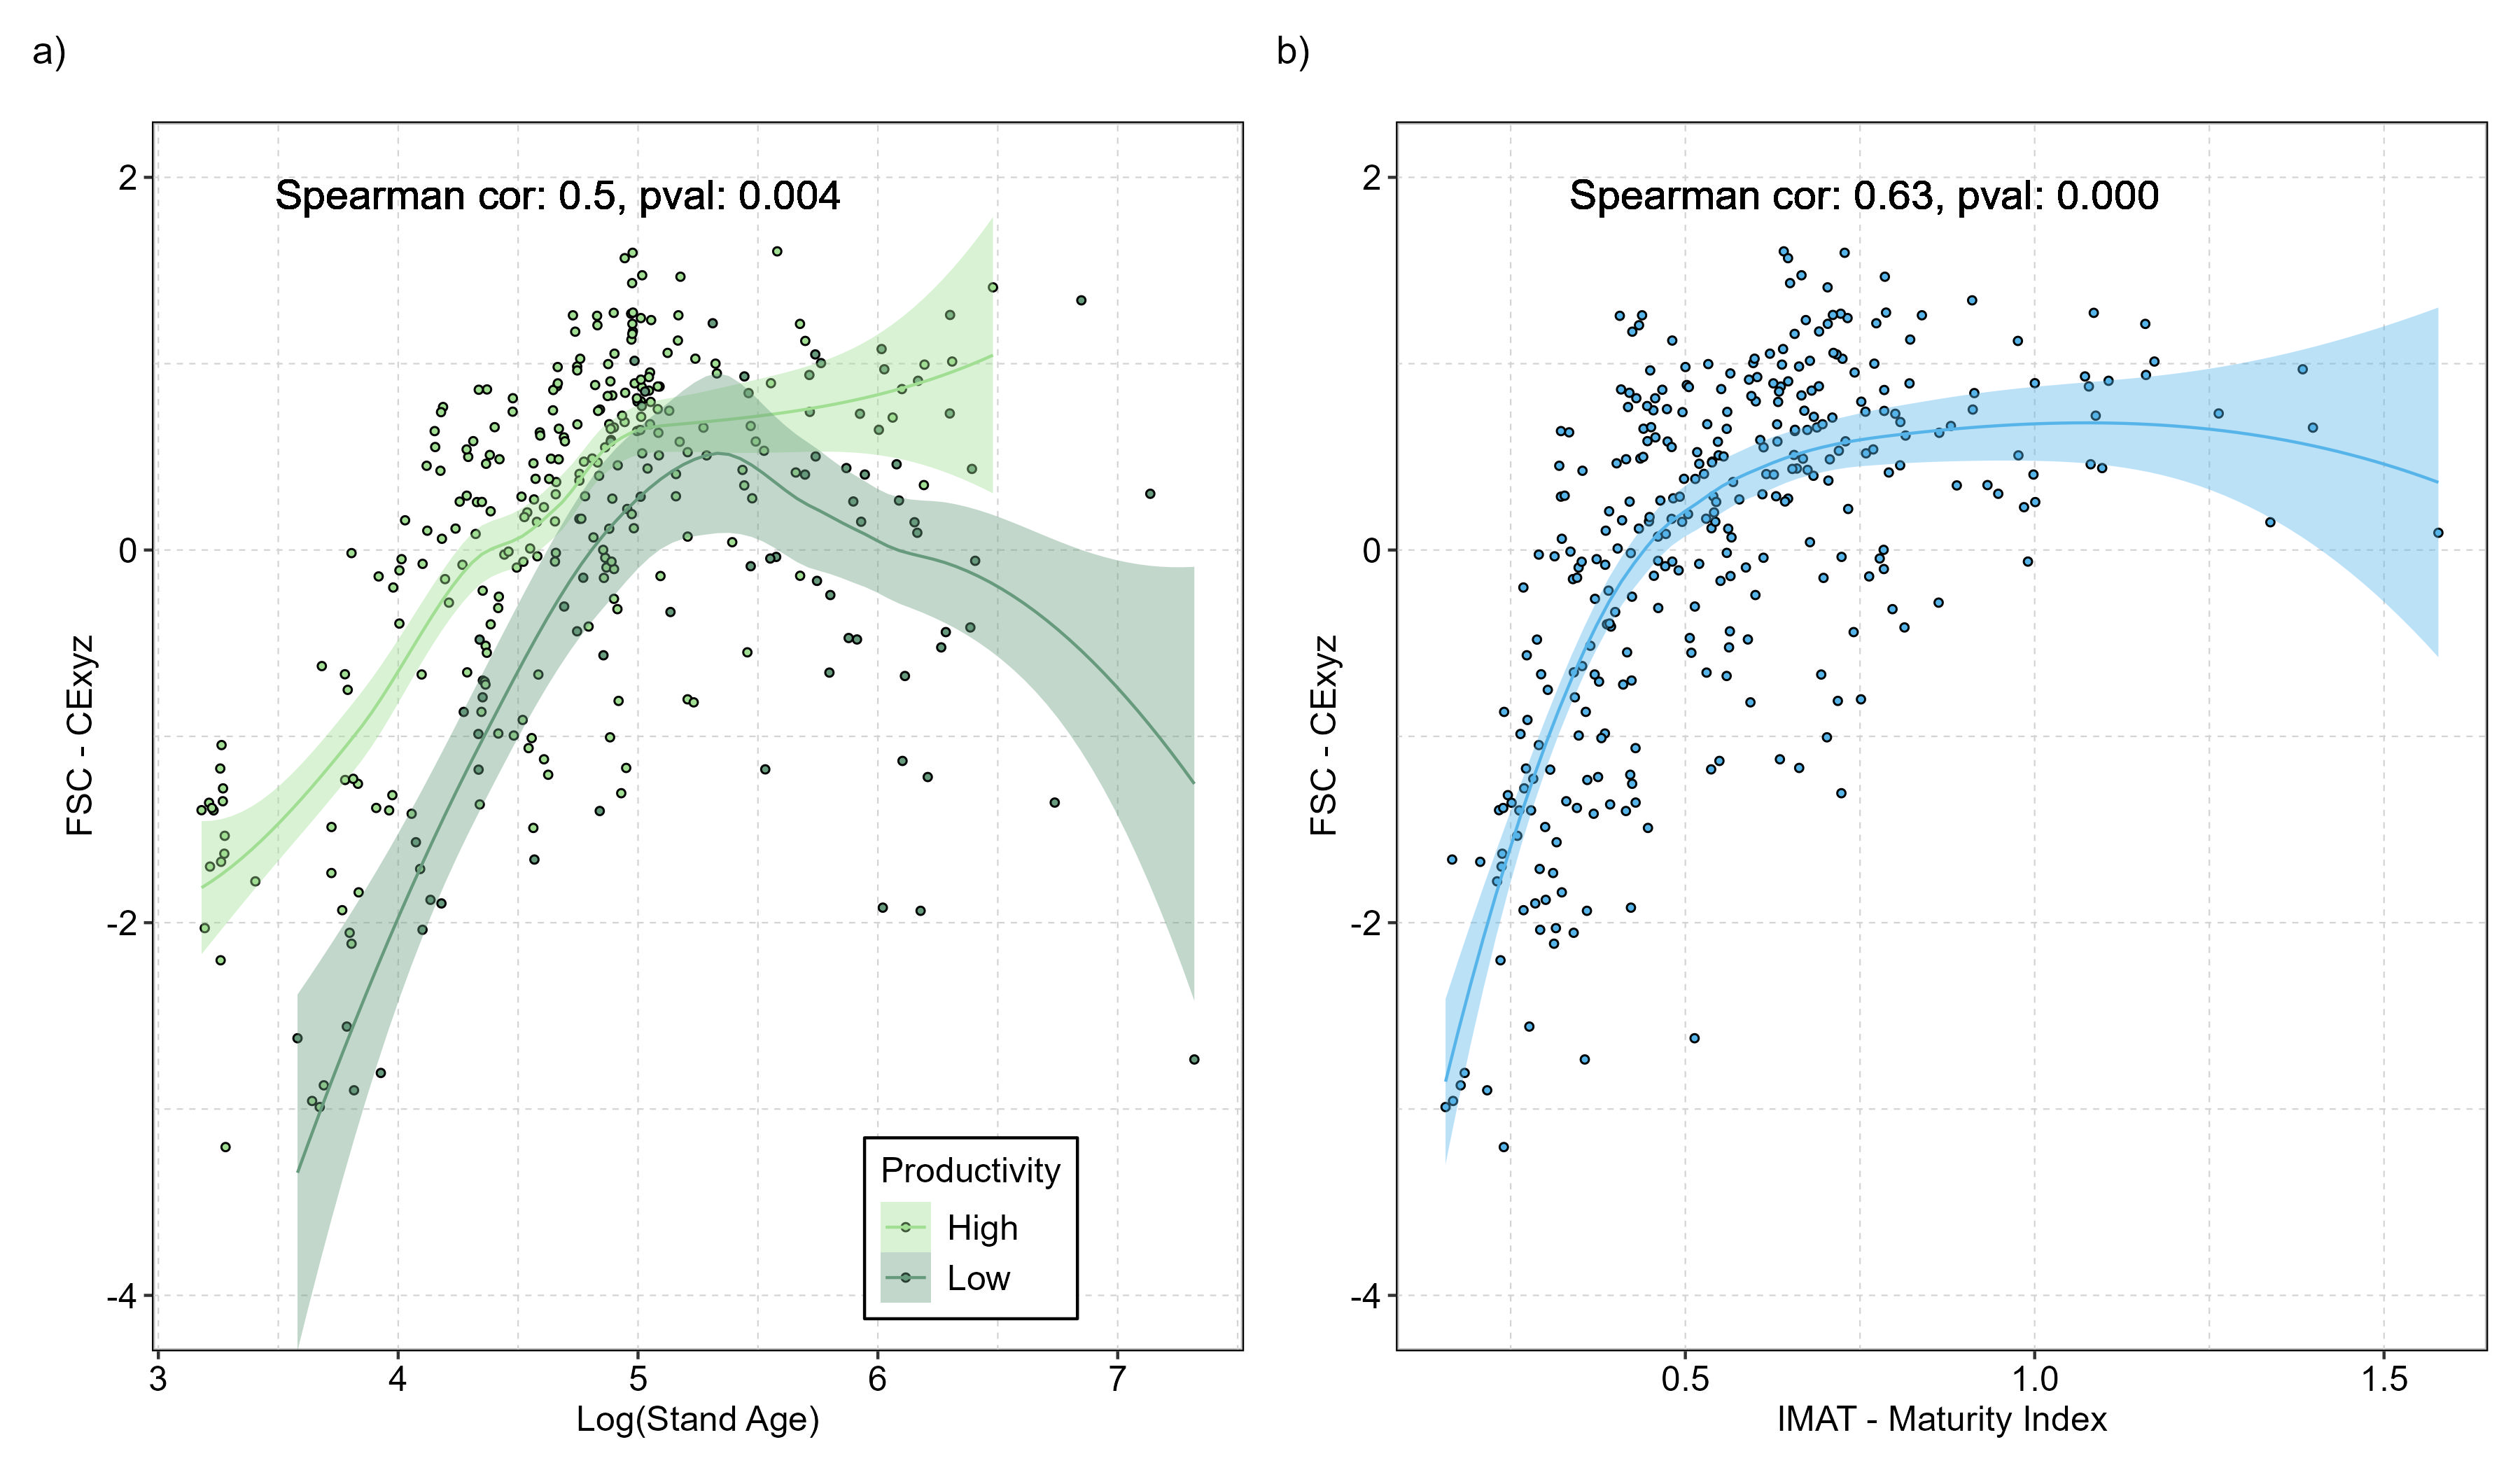 a)
Spearman cor: 0.5, pval: 0.004
FSC - CExyz
2
0
-2
-4
3 4 5 6 7
Log(Stand Age)
Productivity
High
Low
b)
Spearman cor: 0.63, pval: 0.000
FSC - CExyz
2
0
-2
-4
0.5 1.0 1.5
IMAT - Maturity Index